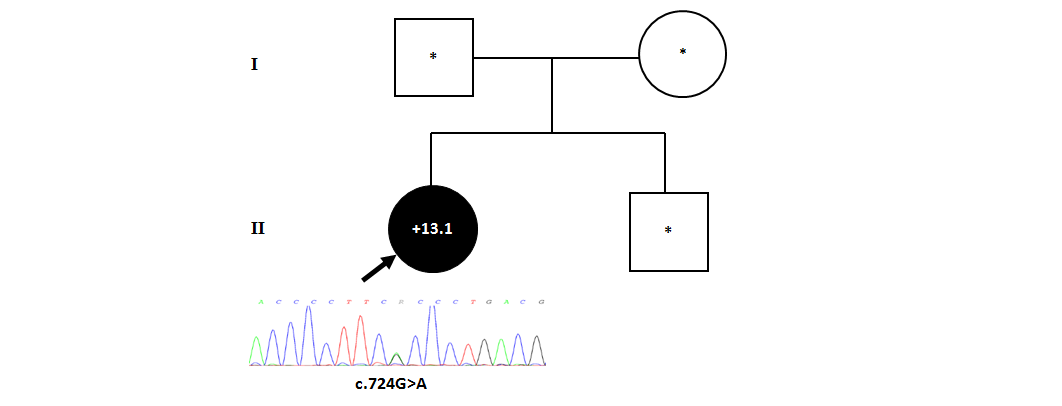 I
* *
II
+13.1 *
A C C C C T T C R C C C T G A C G
c.724G>A